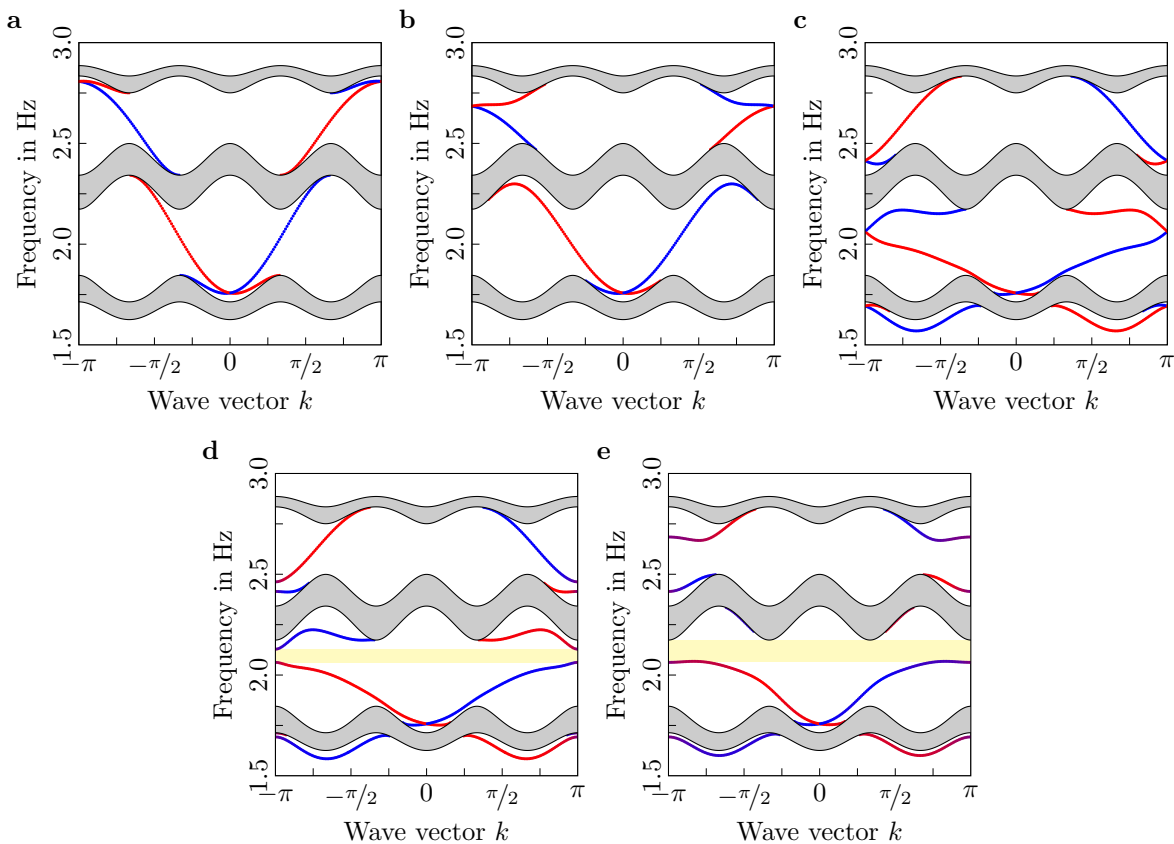 a
b
c
3.0
2.5
2.0
1.5
Frequency in Hz
−π
−π/2
0
π/2
π
Wave vector k
3.0
2.5
2.0
1.5
Frequency in Hz
−π
−π/2
0
π/2
π
Wave vector k
3.0
2.5
2.0
1.5
Frequency in Hz
−π
−π/2
0
π/2
π
Wave vector k
d
e
3.0
2.5
2.0
1.5
Frequency in Hz
−π
−π/2
0
π/2
π
Wave vector k
3.0
2.5
2.0
1.5
Frequency in Hz
−π
−π/2
0
π/2
π
Wave vector k